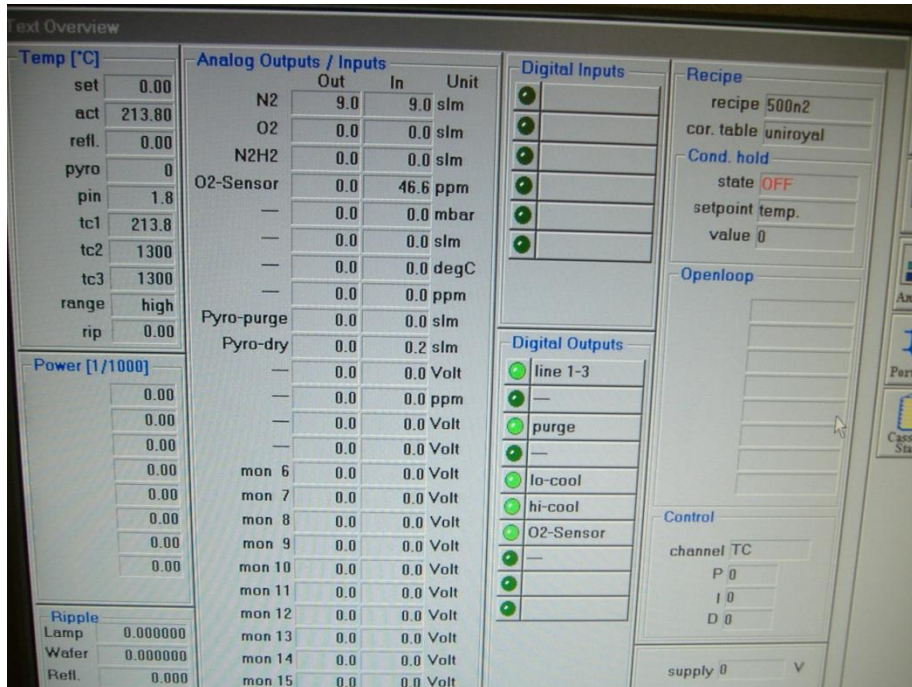 Text Overview
Temp [°C]
set 0.00
act 213.80
refl. 0.00
pyro 0
pin 1.8
tc1 213.8
tc2 1300
tc3 1300
range high
rip 0.00
Power [1/1000]
0.00
0.00
0.00
0.00
0.00
0.00
0.00
0.00
Ripple
Lamp 0.000000
Wafer 0.000000
Refl. 0.000
Analog Outputs / Inputs
Out In Unit
N2 9.0 9.0 slm
O2 0.0 0.0 slm
N2H2 0.0 0.0 slm
O2-Sensor 0.0 46.6 ppm
— 0.0 0.0 mbar
— 0.0 0.0 slm
— 0.0 0.0 degC
— 0.0 0.0 ppm
Pyro-purge 0.0 0.0 slm
Pyro-dry 0.0 0.2 slm
— 0.0 0.0 Volt
— 0.0 0.0 ppm
— 0.0 0.0 Volt
— 0.0 0.0 Volt
mon 6 0.0 0.0 Volt
mon 7 0.0 0.0 Volt
mon 8 0.0 0.0 Volt
mon 9 0.0 0.0 Volt
mon 10 0.0 0.0 Volt
mon 11 0.0 0.0 Volt
mon 12 0.0 0.0 Volt
mon 13 0.0 0.0 Volt
mon 14 0.0 0.0 Volt
mon 15 0.0 0.0 Volt
Digital Inputs
Digital Outputs
line 1-3
—
purge
—
lo-cool
hi-cool
O2-Sensor
—
Recipe
recipe 500n2
cor. table uniroyal
Cond. hold
state OFF
setpoint temp.
value 0
Openloop
Control
channel TC
P 0
I 0
D 0
supply 0 V